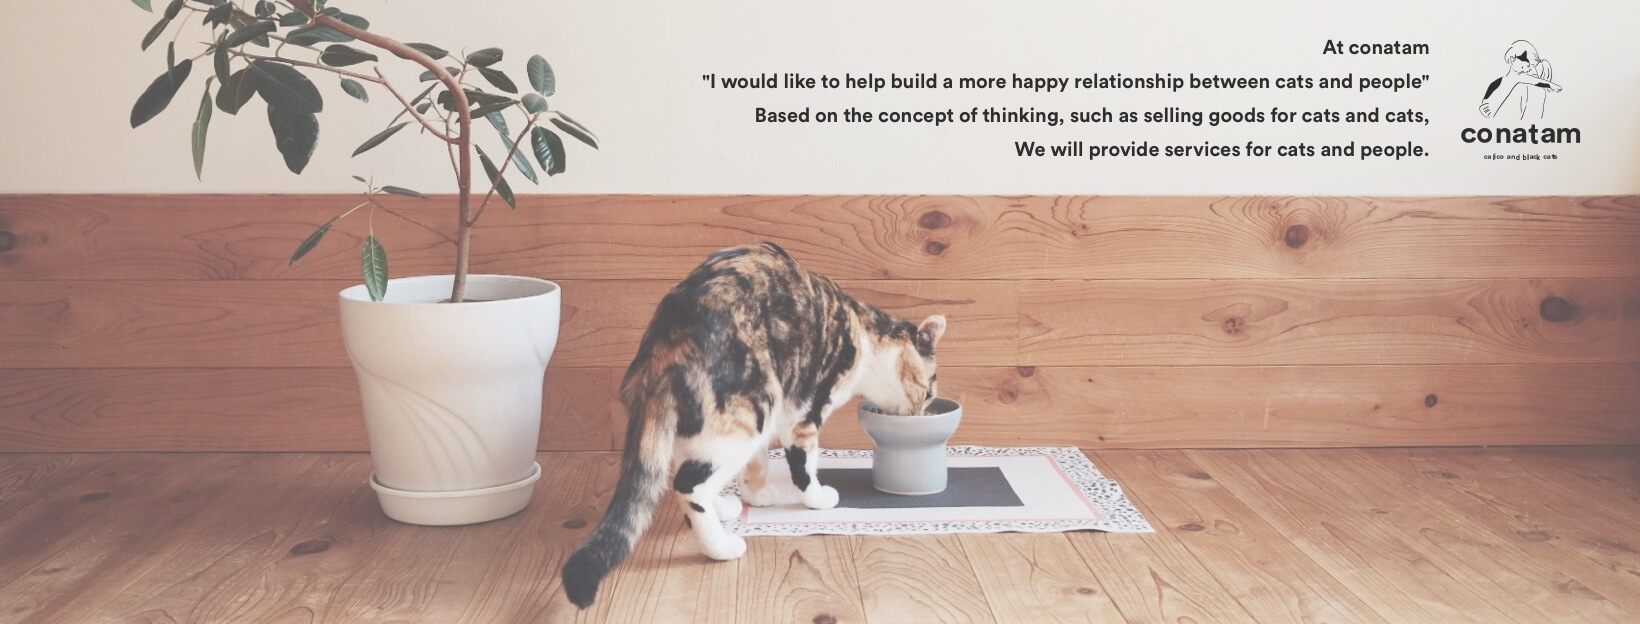 At conatam
"I would like to help build a more happy relationship between cats and people"
Based on the concept of thinking, such as selling goods for cats and cats,
We will provide services for cats and people.
conatam
calico and black cats